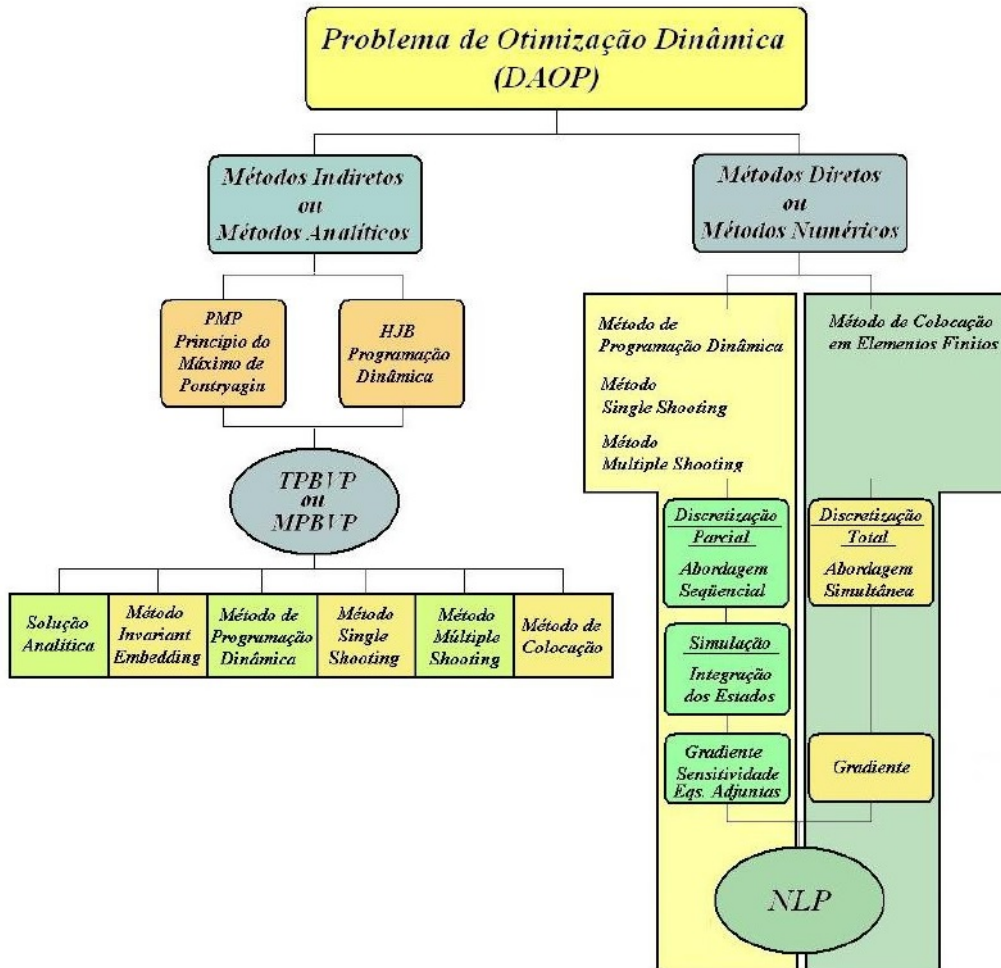 Problema de Otimização Dinâmica
(DAOP)
Métodos Indiretos
ou
Métodos Analíticos
Métodos Diretos
ou
Métodos Numéricos
PMP
Princípio do
Máximo de
Pontryagin
HJB
Programação
Dinâmica
TPBVP
ou
MPBVP
Solução
Analítica
Método
Invariant
Embedding
Método de
Programação
Dinâmica
Método
Single
Shooting
Método
Múltiple
Shooting
Método de
Colocação
Método de
Programação Dinâmica
Método
Single Shooting
Método
Multiple Shooting
Método de Colocação
em Elementos Finitos
Discretização
Parcial
Abordagem
Seqüencial
Discretização
Total
Abordagem
Simultânea
Simulação
Integração
dos Estados
Gradiente
Sensitividade
Eqs. Adjuntas
Gradiente
NLP